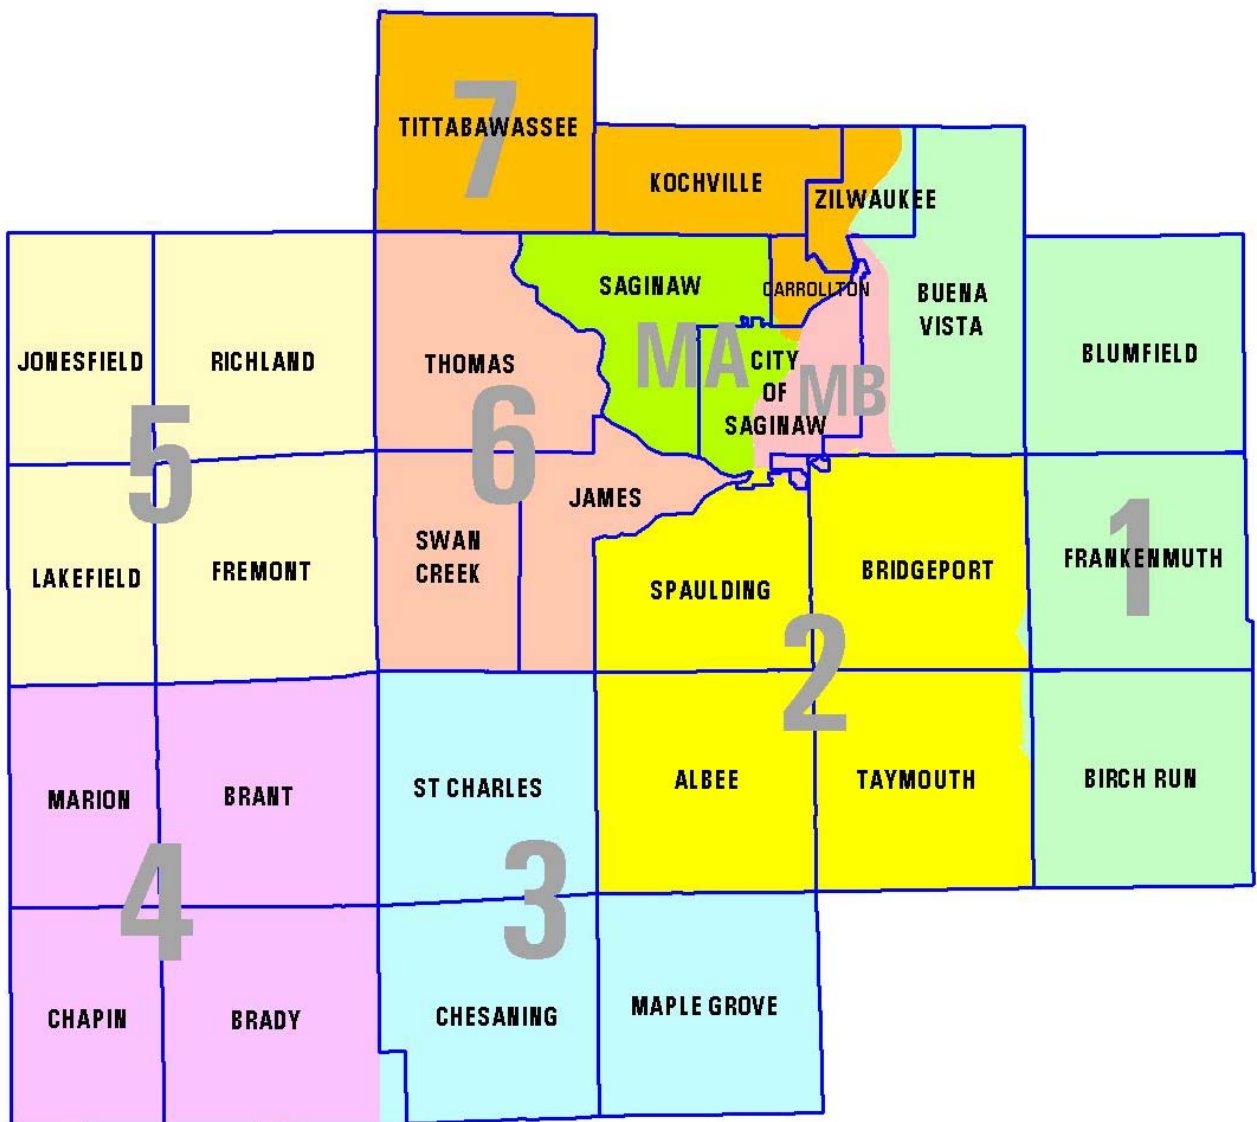 7
TITTABAWASSEE
KOCHVILLE
ZILWAUKEE
SAGINAW
CARROLLTON
BUENA
VISTA
JONESFIELD
RICHLAND
THOMAS
MA
CITY
OF
SAGINAW
MB
BLUMFIELD
5
6
JAMES
LAKEFIELD
FREMONT
SWAN
CREEK
SPAULDING
BRIDGEPORT
FRANKENMUTH
1
2
MARION
BRANT
ST CHARLES
ALBEE
TAYMOUTH
BIRCH RUN
4
3
CHAPIN
BRADY
CHESANING
MAPLE GROVE